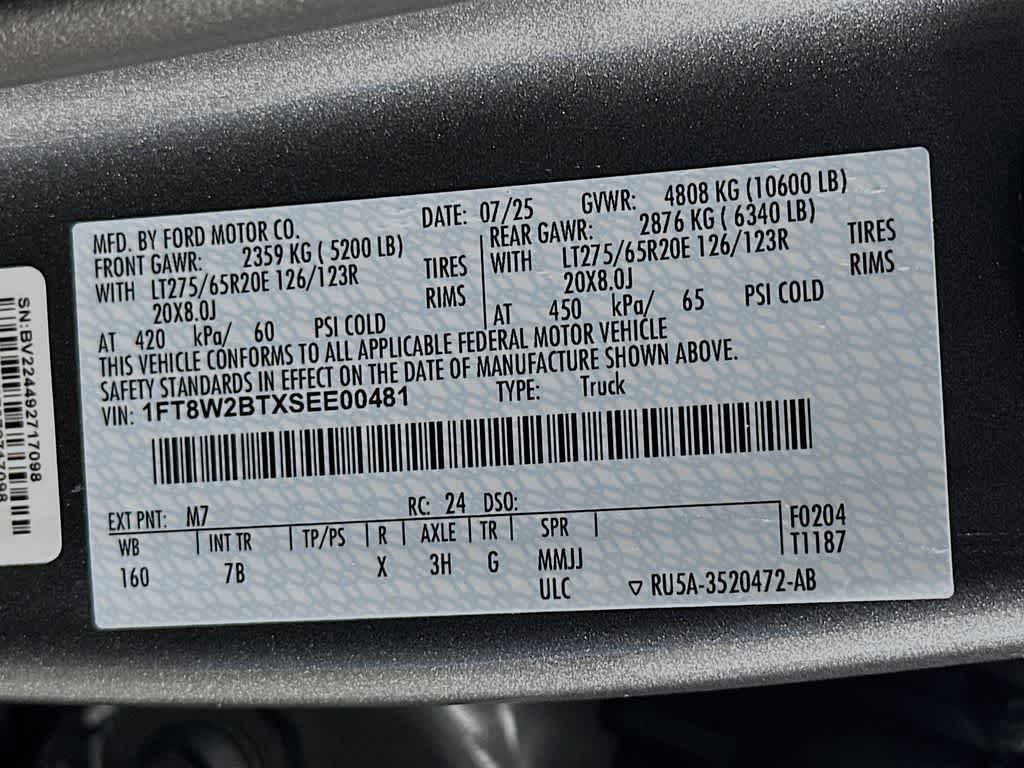 MFD. BY FORD MOTOR CO.
DATE: 07/25
GVWR: 4808 KG (10600 LB)
FRONT GAWR: 2359 KG ( 5200 LB)
WITH LT275/65R20E 126/123R TIRES
20X8.0J RIMS
AT 420 kPa/ 60 PSI COLD
REAR GAWR: 2876 KG ( 6340 LB)
WITH LT275/65R20E 126/123R TIRES
20X8.0J RIMS
AT 450 kPa/ 65 PSI COLD
THIS VEHICLE CONFORMS TO ALL APPLICABLE FEDERAL MOTOR VEHICLE
SAFETY STANDARDS IN EFFECT ON THE DATE OF MANUFACTURE SHOWN ABOVE.
VIN: 1FT8W2BTXSEE00481 TYPE: Truck
EXT PNT: M7 RC: 24 DSO:
WB INT TR TP/PS R AXLE TR SPR
160 7B X 3H G MMJJ
ULC
F0204
T1187
▽ RU5A-3520472-AB
SN:BV224492717098